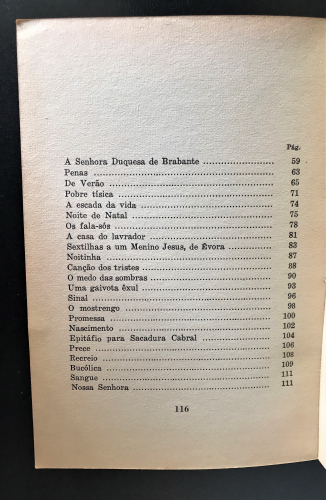 Pág.
A Senhora Duquesa de Brabante ........................ 59
Penas ........................ 63
De Verão ........................ 65
Pobre tísica ........................ 71
A escada da vida ........................ 74
Noite de Natal ........................ 75
Os fala-sós ........................ 78
A casa do lavrador ........................ 81
Sextilhas a um Menino Jesus, de Évora ........................ 83
Noitinha ........................ 87
Canção dos tristes ........................ 88
O medo das sombras ........................ 90
Uma gaivota êxul ........................ 93
Sinal ........................ 96
O mostrengo ........................ 98
Promessa ........................ 100
Nascimento ........................ 102
Epitáfio para Sacadura Cabral ........................ 104
Prece ........................ 106
Recreio ........................ 108
Bucólica ........................ 109
Sangue ........................ 111
Nossa Senhora ........................ 111
116